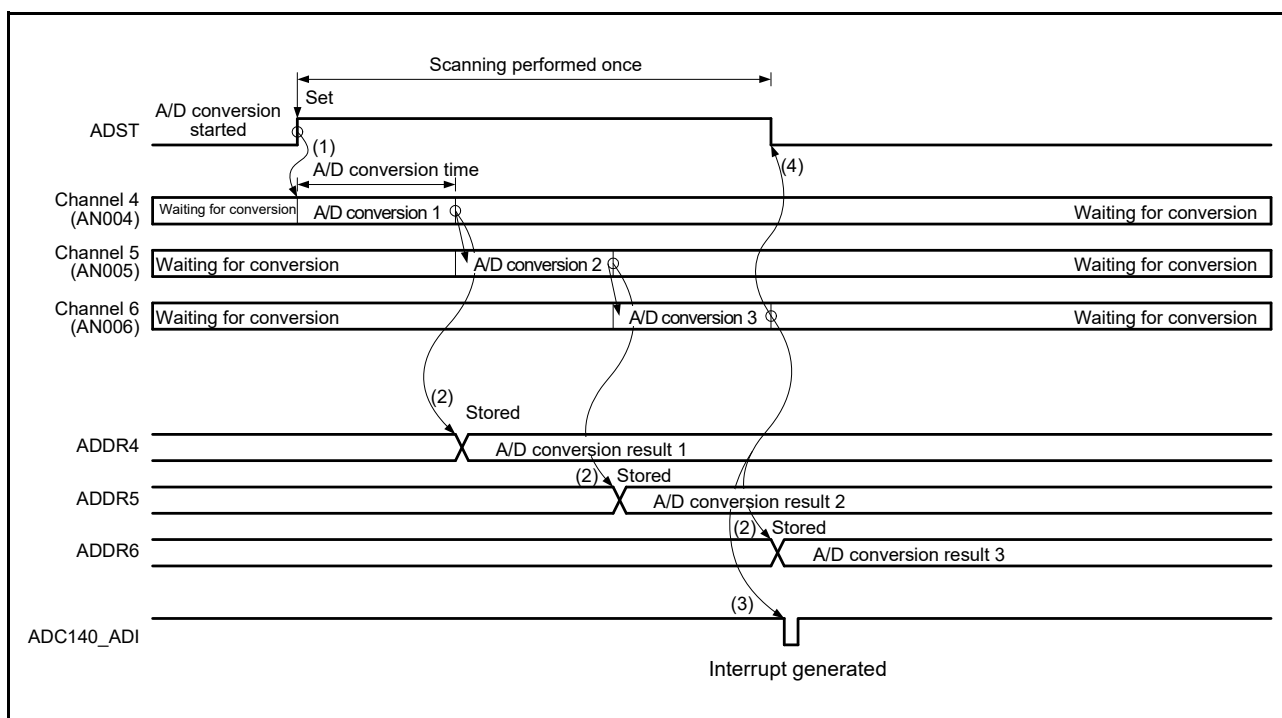 Scanning performed once
Set
A/D conversion
started
ADST
(1)
(4)
A/D conversion time
Channel 4
(AN004)
Waiting for conversion
A/D conversion 1
Waiting for conversion
Channel 5
(AN005)
Waiting for conversion
A/D conversion 2
Waiting for conversion
Channel 6
(AN006)
Waiting for conversion
A/D conversion 3
Waiting for conversion
(2)
Stored
ADDR4
A/D conversion result 1
(2)
Stored
ADDR5
A/D conversion result 2
(2)
Stored
ADDR6
A/D conversion result 3
(3)
ADC140_ADI
Interrupt generated